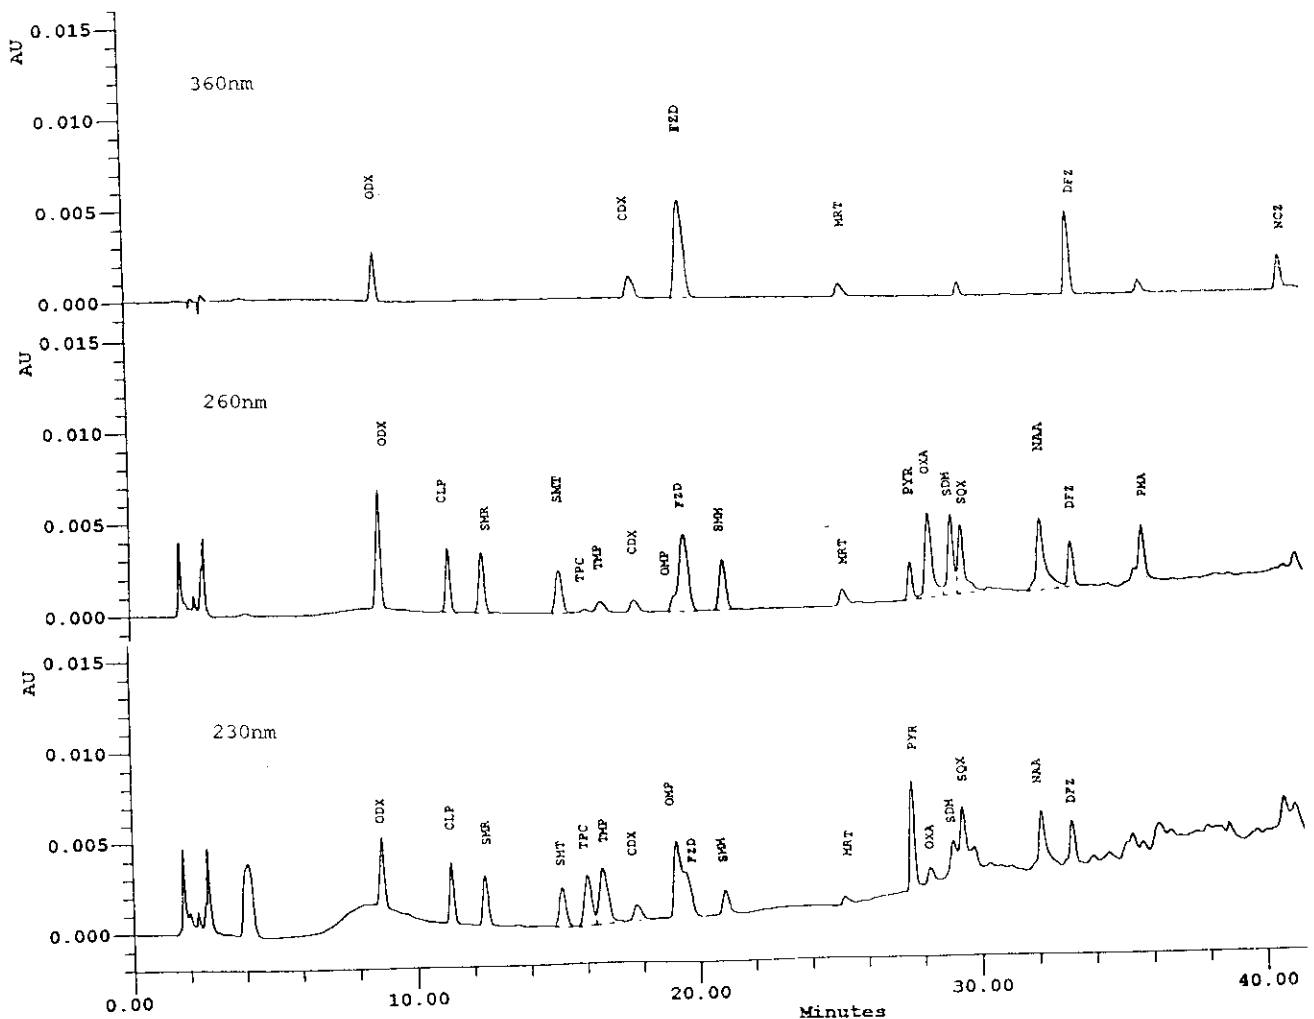 AU
0.015
360nm
0.010
0.005
0.000
ODX
CDX
FZD
MRT
DFZ
NCZ
AU
0.015
260nm
0.010
0.005
0.000
ODX
CLP
SMR
SMT
TPC
TMP
CDX
OMP
FZD
SMM
MRT
PYR
OXA
SDM
SQX
NAA
DFZ
PMA
AU
0.015
230nm
0.010
0.005
0.000
ODX
CLP
SMR
SMT
TPC
TMP
CDX
OMP
FZD
SMM
MRT
PYR
OXA
SDM
SQX
NAA
DFZ
0.00 10.00 20.00 30.00 40.00
Minutes